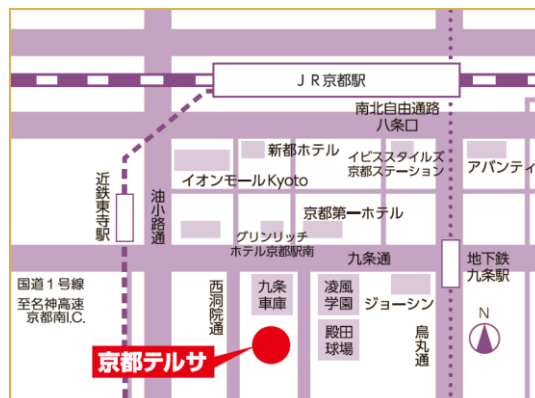 JR京都駅
南北自由通路
八条口
新都ホテル
イビススタイルズ
京都ステーション
アバンティ
イオンモールKyoto
近鉄東寺駅
油小路通
京都第一ホテル
グリンリッチ
ホテル京都駅南
九条通
地下鉄
九条駅
国道1号線
至名神高速
京都南I.C.
西洞院通
九条
車庫
凌風
学園
ジョーシン
殿田
球場
烏丸通
N
京都テルサ